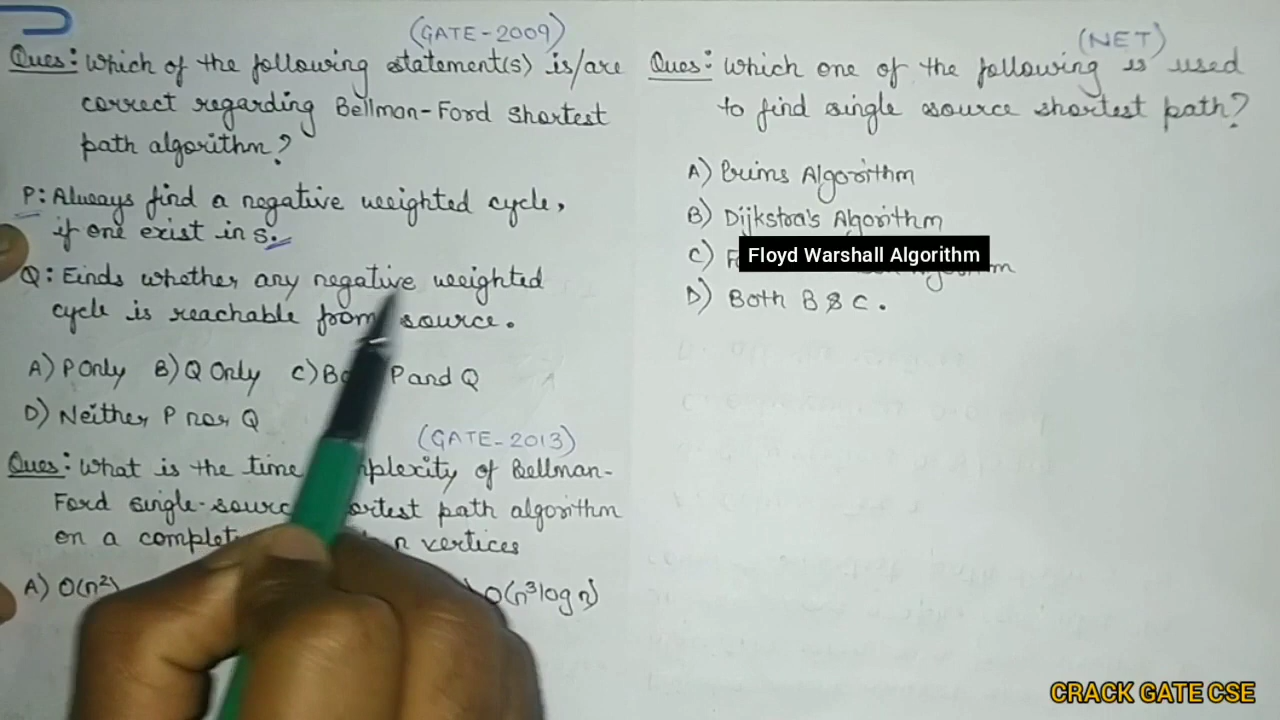 (GATE-2009)
Ques: Which of the following statement(s) is/are
correct regarding Bellman-Ford shortest
path algorithm?
P: Always find a negative weighted cycle,
if one exist in s.
Q: Finds whether any negative weighted
cycle is reachable from source.
A) P Only B) Q Only C) Bo P and Q
D) Neither P nor Q
(GATE-2013)
Ques: What is the time mplexity of Bellman-
Ford single-sourc ortest path algorithm
on a complet n vertices
A) O(n²) O(n³logn)
(NET)
Ques: Which one of the following is used
to find single source shortest path?
A) Prims Algorithm
B) Dijkstra's Algorithm
C) Floyd Warshall Algorithm
D) Both B & C.
CRACK GATE CSE